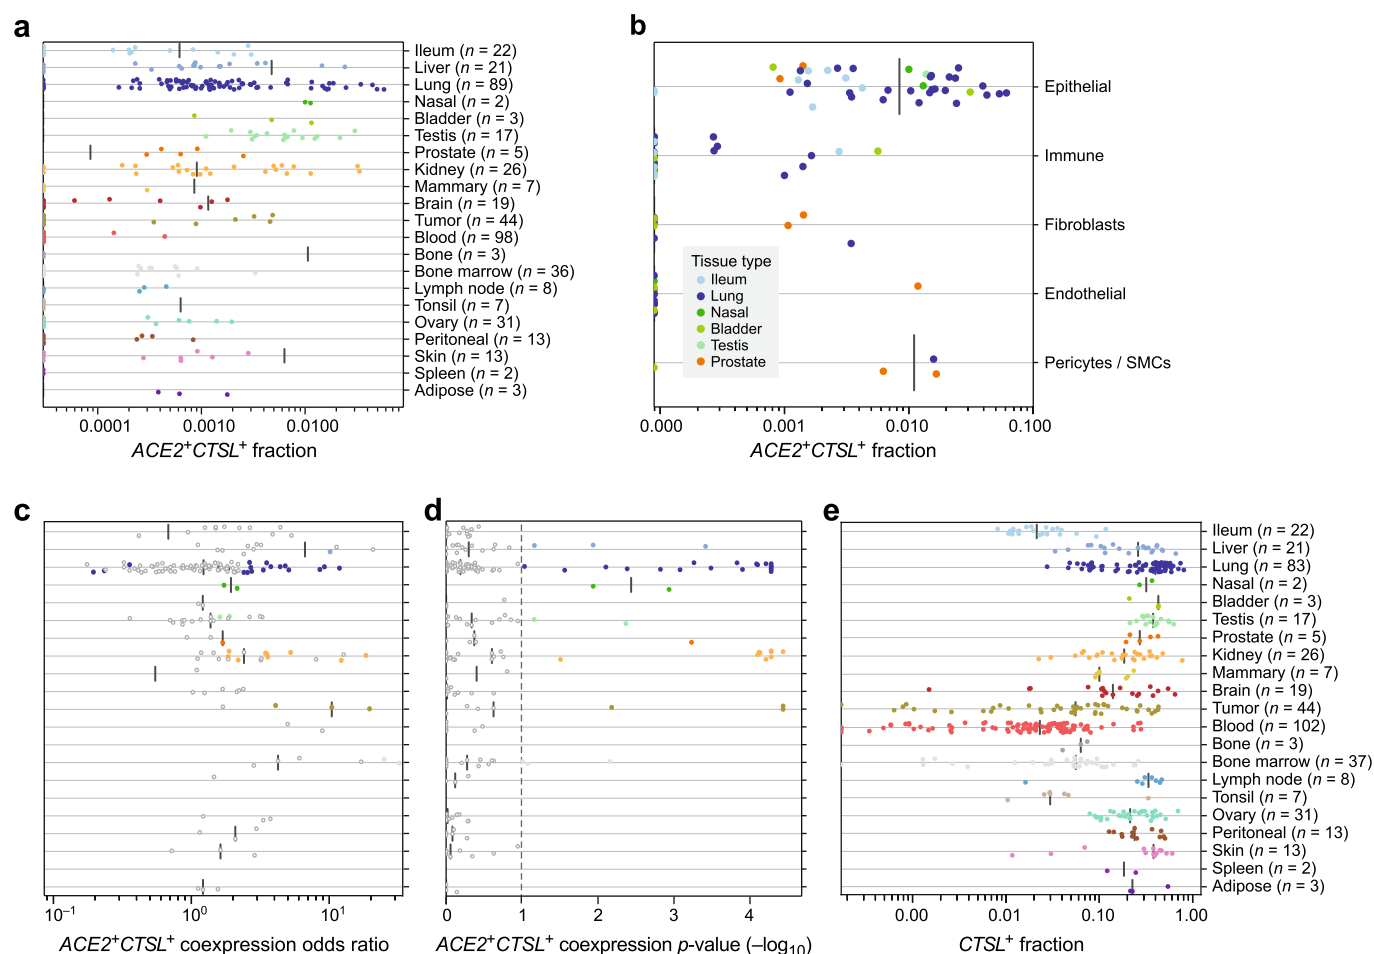 a
Ileum (n = 22)
Liver (n = 21)
Lung (n = 89)
Nasal (n = 2)
Bladder (n = 3)
Testis (n = 17)
Prostate (n = 5)
Kidney (n = 26)
Mammary (n = 7)
Brain (n = 19)
Tumor (n = 44)
Blood (n = 98)
Bone (n = 3)
Bone marrow (n = 36)
Lymph node (n = 8)
Tonsil (n = 7)
Ovary (n = 31)
Peritoneal (n = 13)
Skin (n = 13)
Spleen (n = 2)
Adipose (n = 3)
0.0001 0.0010 0.0100
ACE2⁺CTSL⁺ fraction
b
Epithelial
Immune
Fibroblasts
Endothelial
Pericytes / SMCs
Tissue type
Ileum
Lung
Nasal
Bladder
Testis
Prostate
0.000 0.001 0.010 0.100
ACE2⁺CTSL⁺ fraction
c
10⁻¹ 10⁰ 10¹
ACE2⁺CTSL⁺ coexpression odds ratio
d
0 1 2 3 4
ACE2⁺CTSL⁺ coexpression p-value (–log₁₀)
e
Ileum (n = 22)
Liver (n = 21)
Lung (n = 83)
Nasal (n = 2)
Bladder (n = 3)
Testis (n = 17)
Prostate (n = 5)
Kidney (n = 26)
Mammary (n = 7)
Brain (n = 19)
Tumor (n = 44)
Blood (n = 102)
Bone (n = 3)
Bone marrow (n = 37)
Lymph node (n = 8)
Tonsil (n = 7)
Ovary (n = 31)
Peritoneal (n = 13)
Skin (n = 13)
Spleen (n = 2)
Adipose (n = 3)
0.00 0.01 0.10 1.00
CTSL⁺ fraction